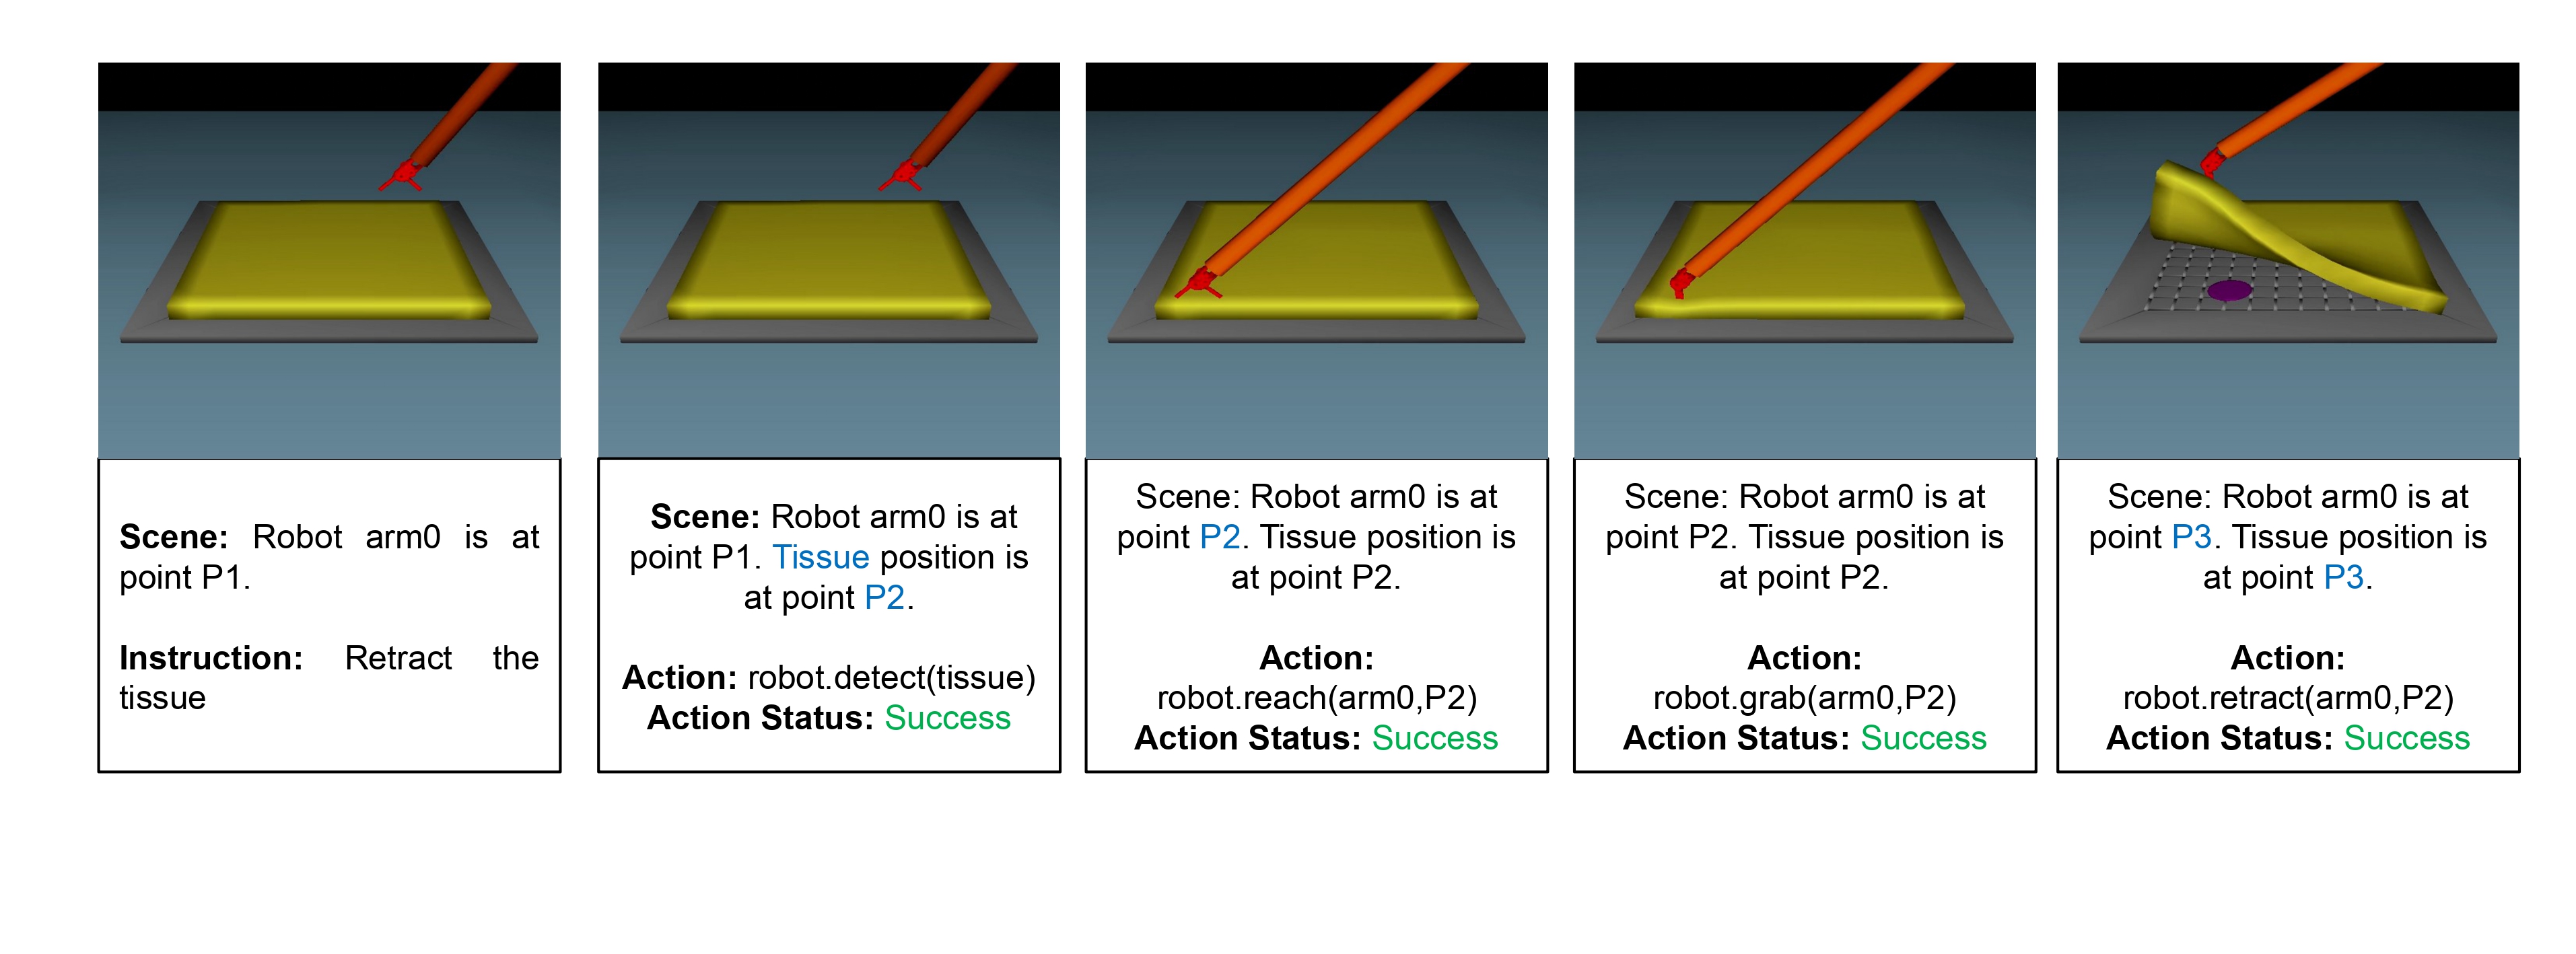 Scene: Robot arm0 is at
point P1.
Instruction: Retract the
tissue
Scene: Robot arm0 is at
point P1. Tissue position is
at point P2.
Action: robot.detect(tissue)
Action Status: Success
Scene: Robot arm0 is at
point P2. Tissue position is
at point P2.
Action:
robot.reach(arm0,P2)
Action Status: Success
Scene: Robot arm0 is at
point P2. Tissue position is
at point P2.
Action:
robot.grab(arm0,P2)
Action Status: Success
Scene: Robot arm0 is at
point P3. Tissue position is
at point P3.
Action:
robot.retract(arm0,P2)
Action Status: Success